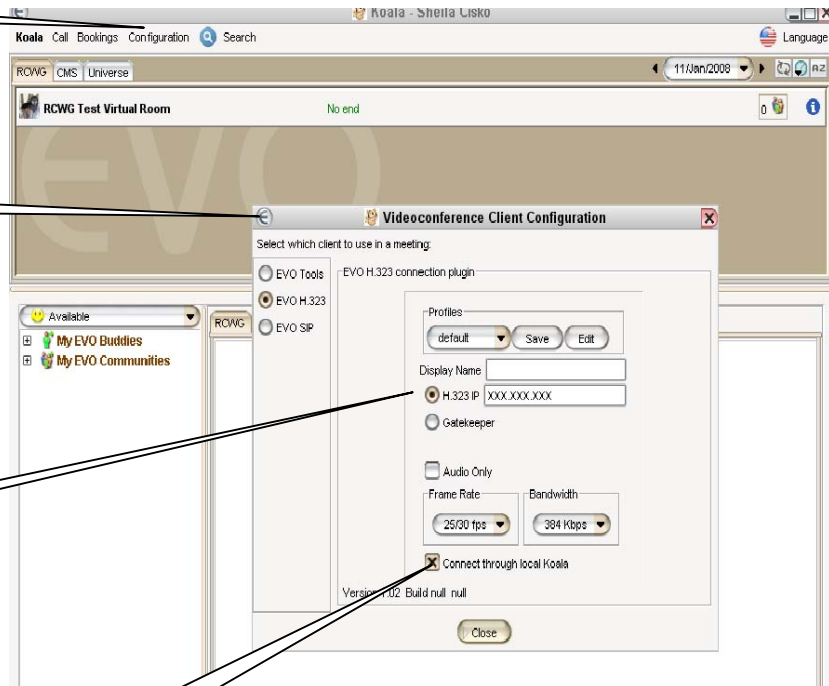 Koala - Sheila Cisko
Koala Call Bookings Configuration Search Language
RCWG CMS Universe 11/Jan/2008 AZ
RCWG Test Virtual Room No end 0
EVO
Videoconference Client Configuration
Select which client to use in a meeting:
EVO Tools
EVO H.323
EVO SIP
EVO H.323 connection plugin
Profiles
default Save Edit
Display Name
H.323 IP XXX.XXX.XXX
Gatekeeper
Audio Only
Frame Rate Bandwidth
25/30 fps 384 Kbps
Connect through local Koala
Build null null
Close
Available
My EVO Buddies
My EVO Communities
RCWG